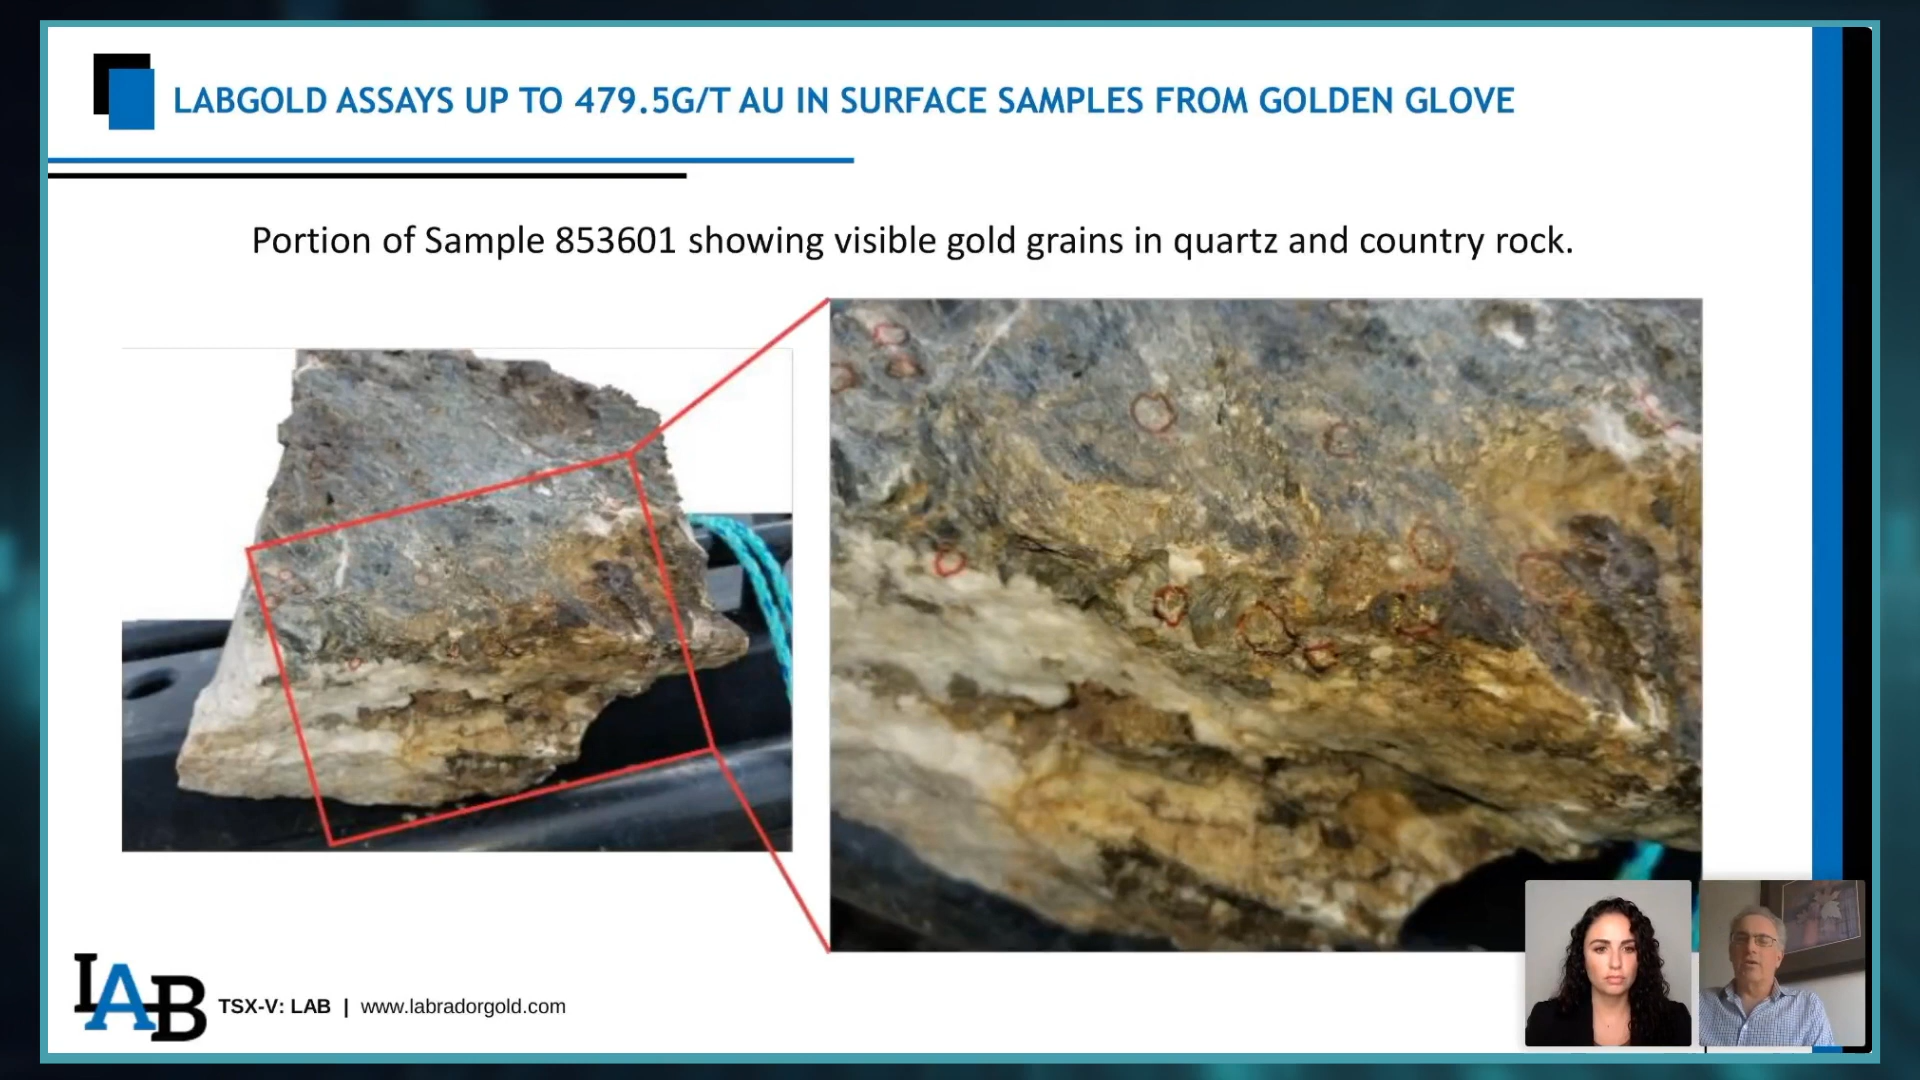 LABGOLD ASSAYS UP TO 479.5G/T AU IN SURFACE SAMPLES FROM GOLDEN GLOVE
Portion of Sample 853601 showing visible gold grains in quartz and country rock.
LAB TSX-V: LAB | www.labradorgold.com